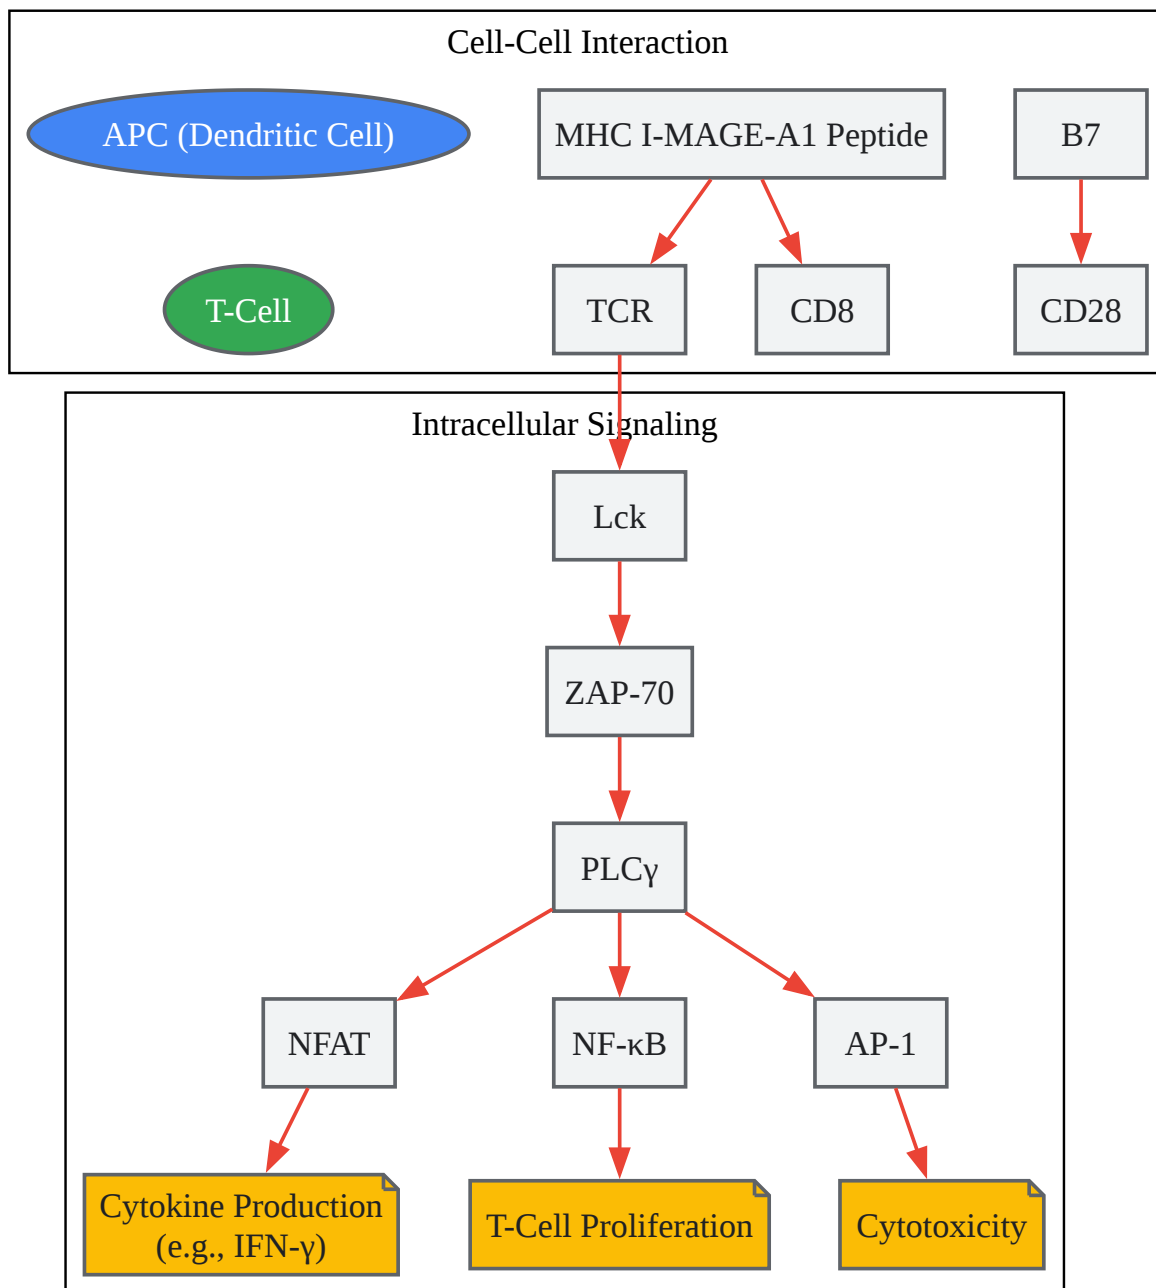 Cell-Cell Interaction
APC (Dendritic Cell)
MHC I-MAGE-A1 Peptide
B7
T-Cell
TCR
CD8
CD28
Intracellular Signaling
Lck
ZAP-70
PLCγ
NFAT
NF-κB
AP-1
Cytokine Production
(e.g., IFN-γ)
T-Cell Proliferation
Cytotoxicity